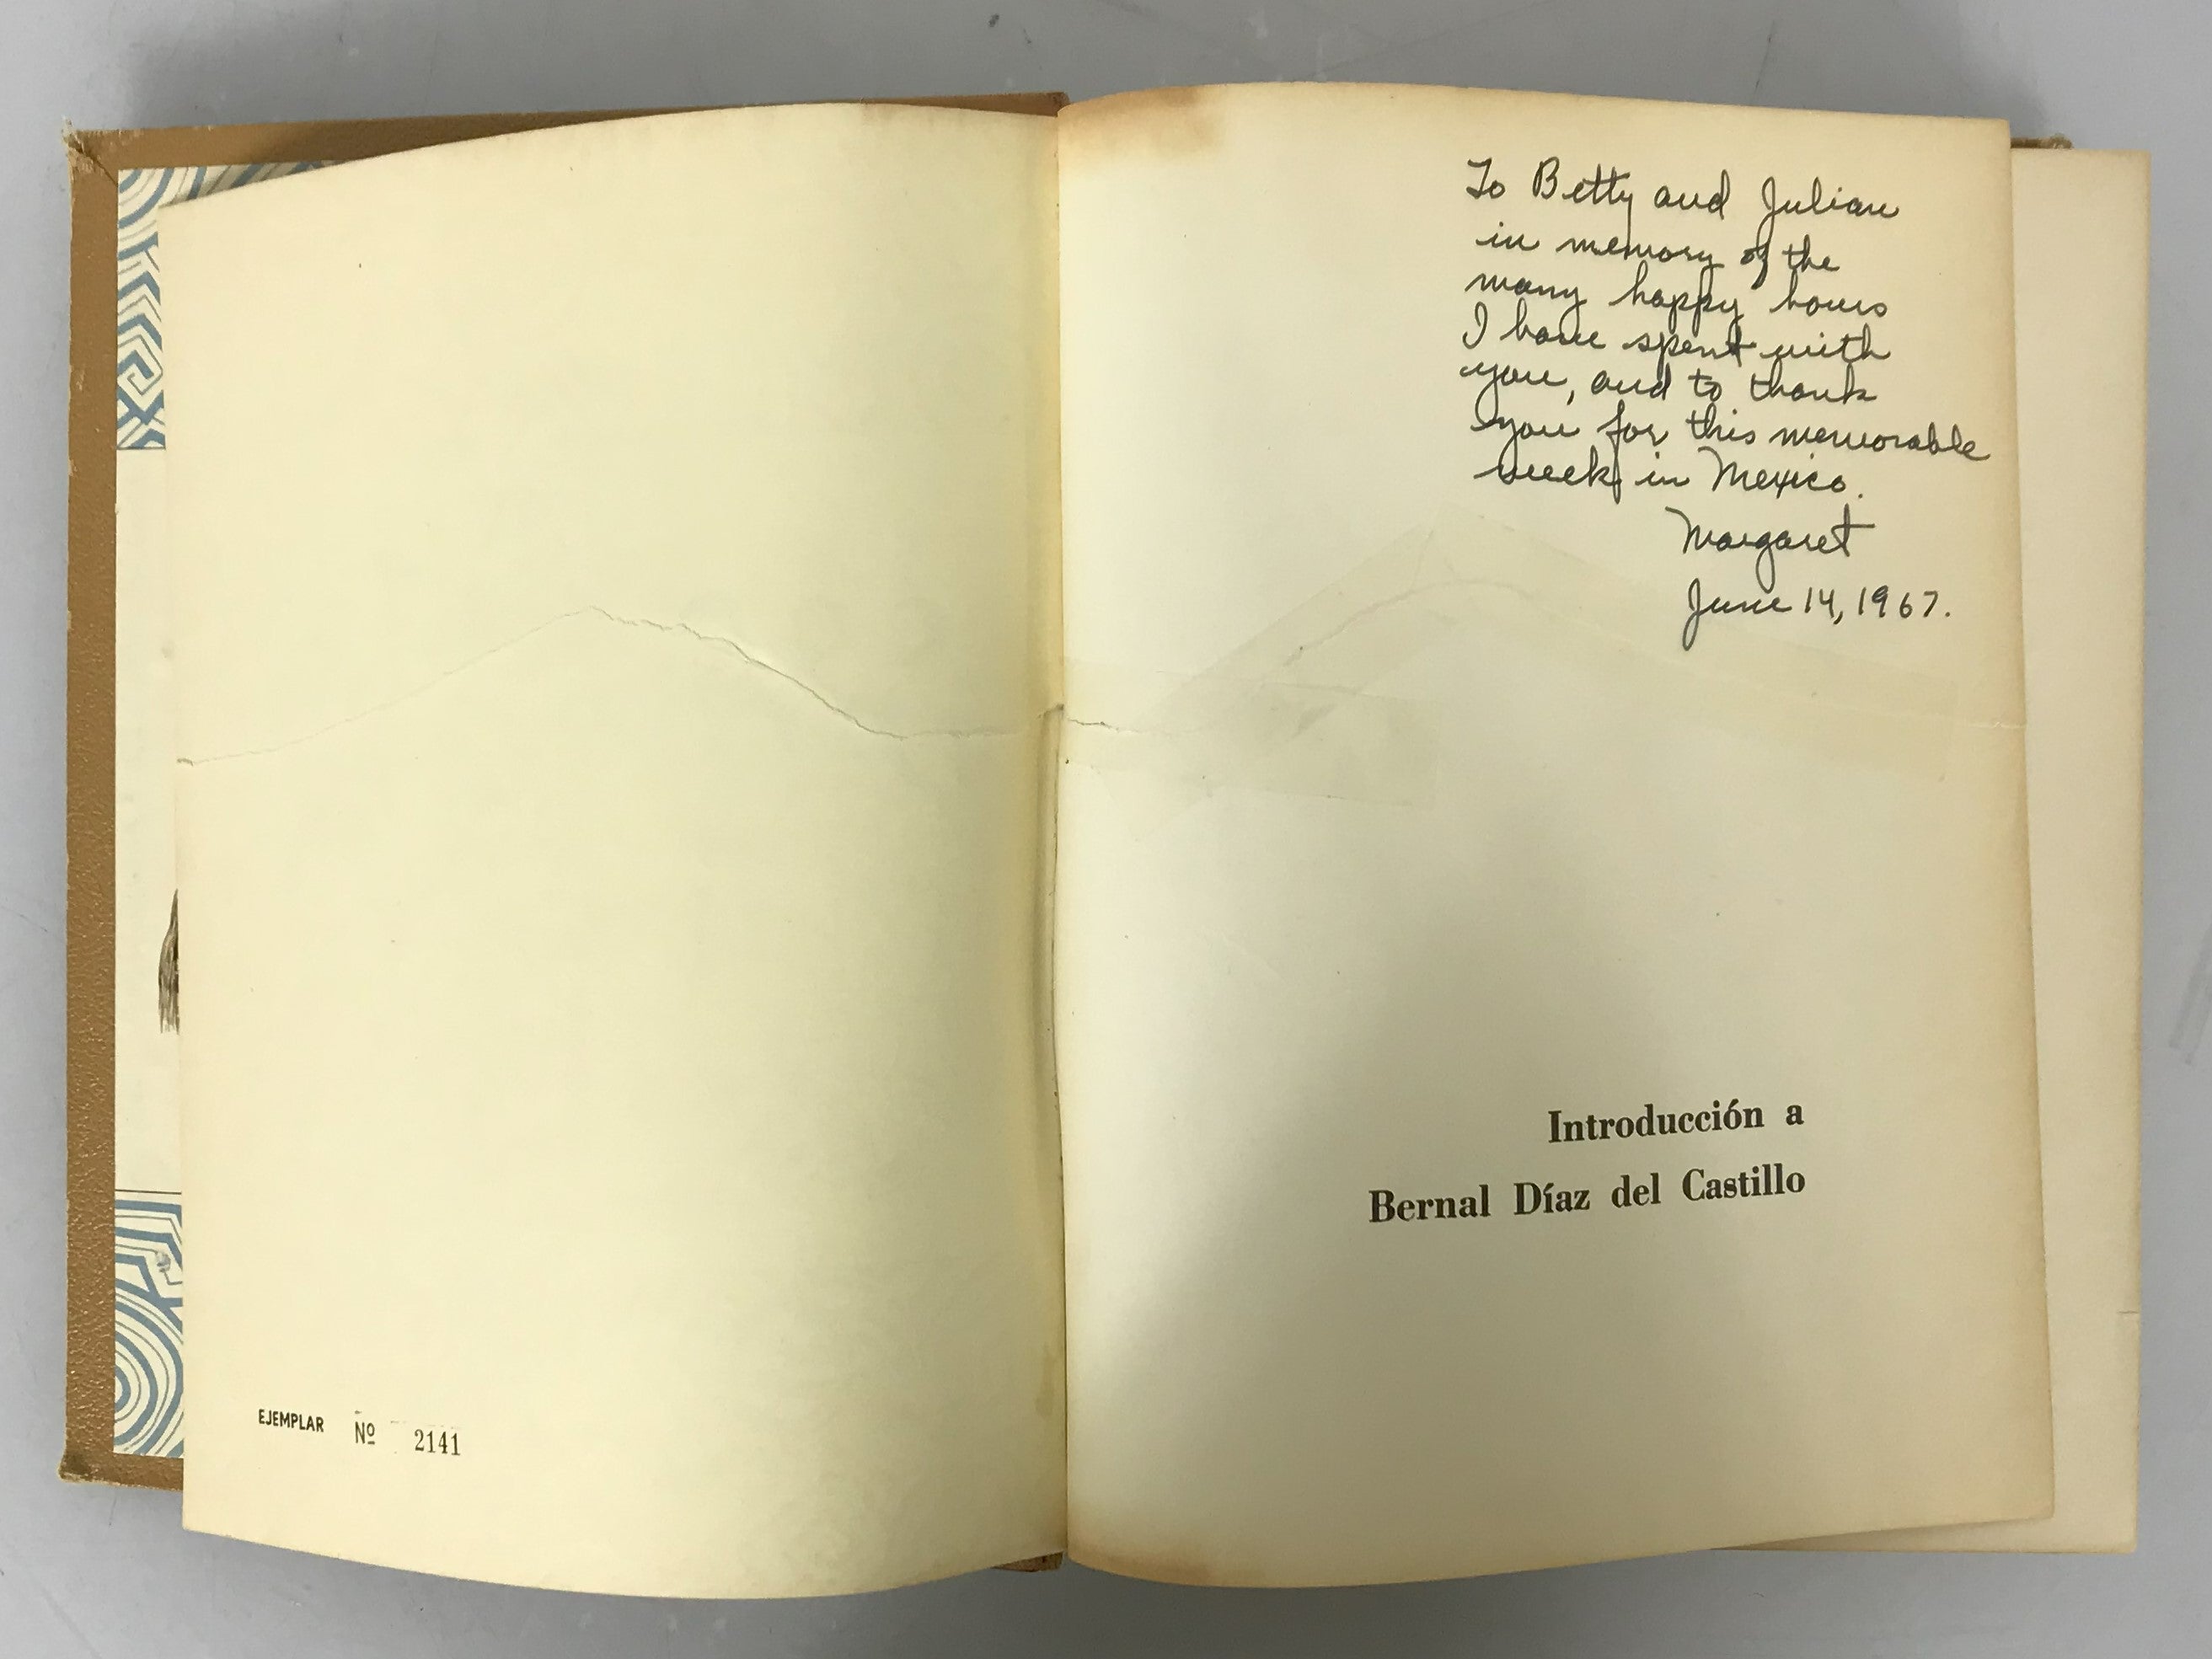 EJEMPLAR Nº 2141
To Betty and Julian
in memory of the
many happy hours
I have spent with
you, and to thank
you for this memorable
week in Mexico.
Margaret
June 14, 1967.
Introducción a
Bernal Díaz del Castillo